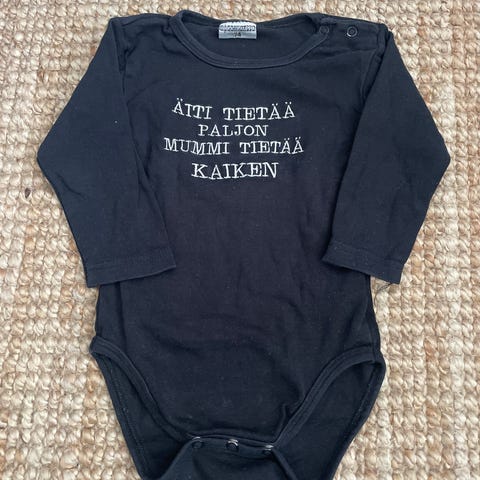 ÄITI TIETÄÄ
PALJON
MUMMI TIETÄÄ
KAIKEN